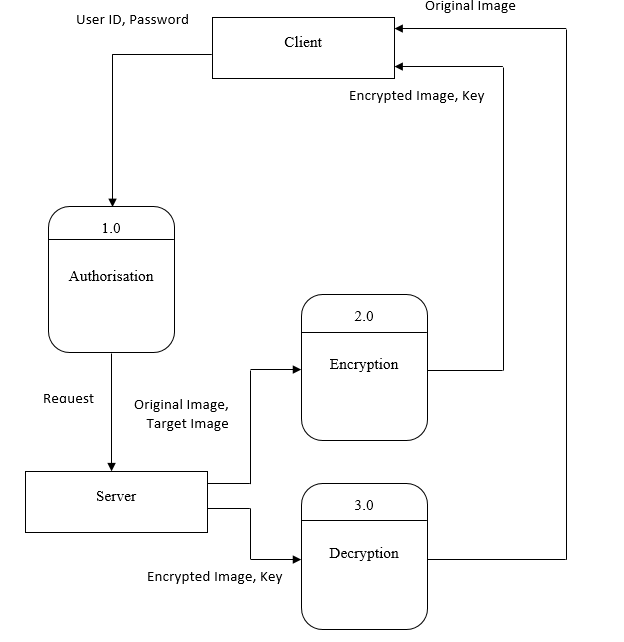 Original Image
User ID, Password
Client
Encrypted Image, Key
1.0
Authorisation
2.0
Encryption
Request
Original Image,
Target Image
Server
3.0
Decryption
Encrypted Image, Key